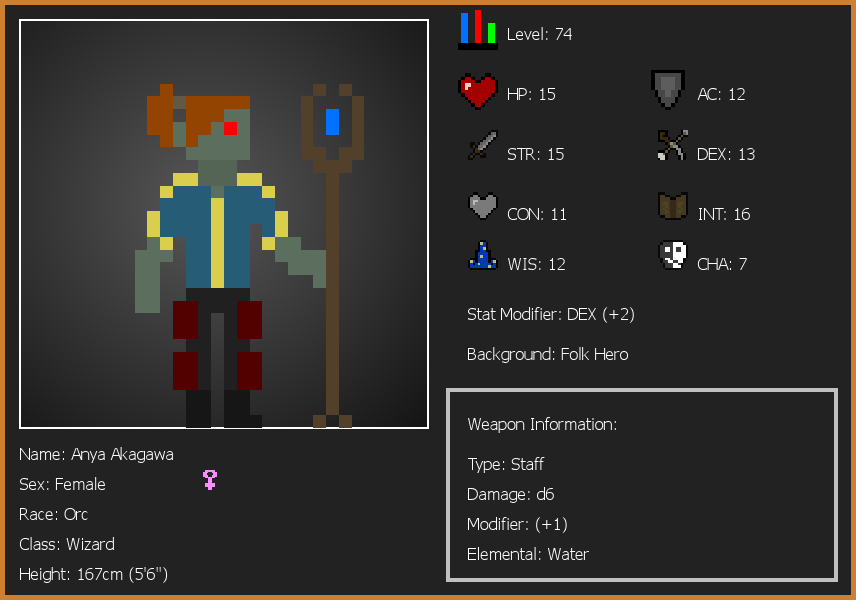 Level: 74
HP: 15
AC: 12
STR: 15
DEX: 13
CON: 11
INT: 16
WIS: 12
CHA: 7
Stat Modifier: DEX (+2)
Background: Folk Hero
Weapon Information:
Type: Staff
Damage: d6
Modifier: (+1)
Elemental: Water
Name: Anya Akagawa
Sex: Female
Race: Orc
Class: Wizard
Height: 167cm (5'6")